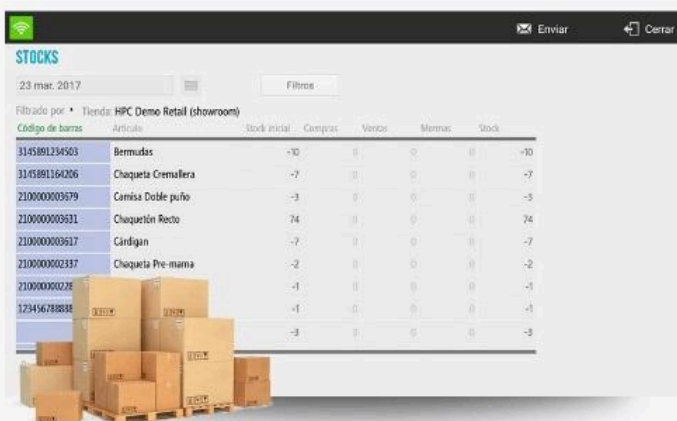 Enviar Cerrar
STOCKS
23 mar. 2017 Filtros
Filtrado por • Tienda: HPC Demo Retail (showroom)
Código de barras Artículo Stock inicial Compras Ventas Mermas Stock
3145891234503 Bermudas -10 0 0 0 -10
3145891164206 Chaqueta Cremallera -7 0 0 0 -7
2100000003679 Camisa Doble puño -3 0 0 0 -3
2100000003631 Chaquetón Recto 74 0 0 0 74
2100000003617 Cárdigan -7 0 0 0 -7
2100000002337 Chaqueta Pre-mama -2 0 0 0 -2
-1 0 0 0 -1
-1 0 0 0 -1
-3 0 0 0 -3